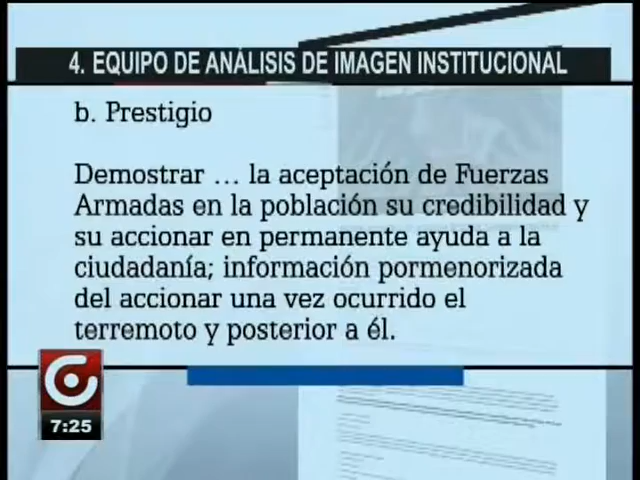 4. EQUIPO DE ANÁLISIS DE IMAGEN INSTITUCIONAL
b. Prestigio
Demostrar ... la aceptación de Fuerzas
Armadas en la población su credibilidad y
su accionar en permanente ayuda a la
ciudadanía; información pormenorizada
del accionar una vez ocurrido el
terremoto y posterior a él.
7:25